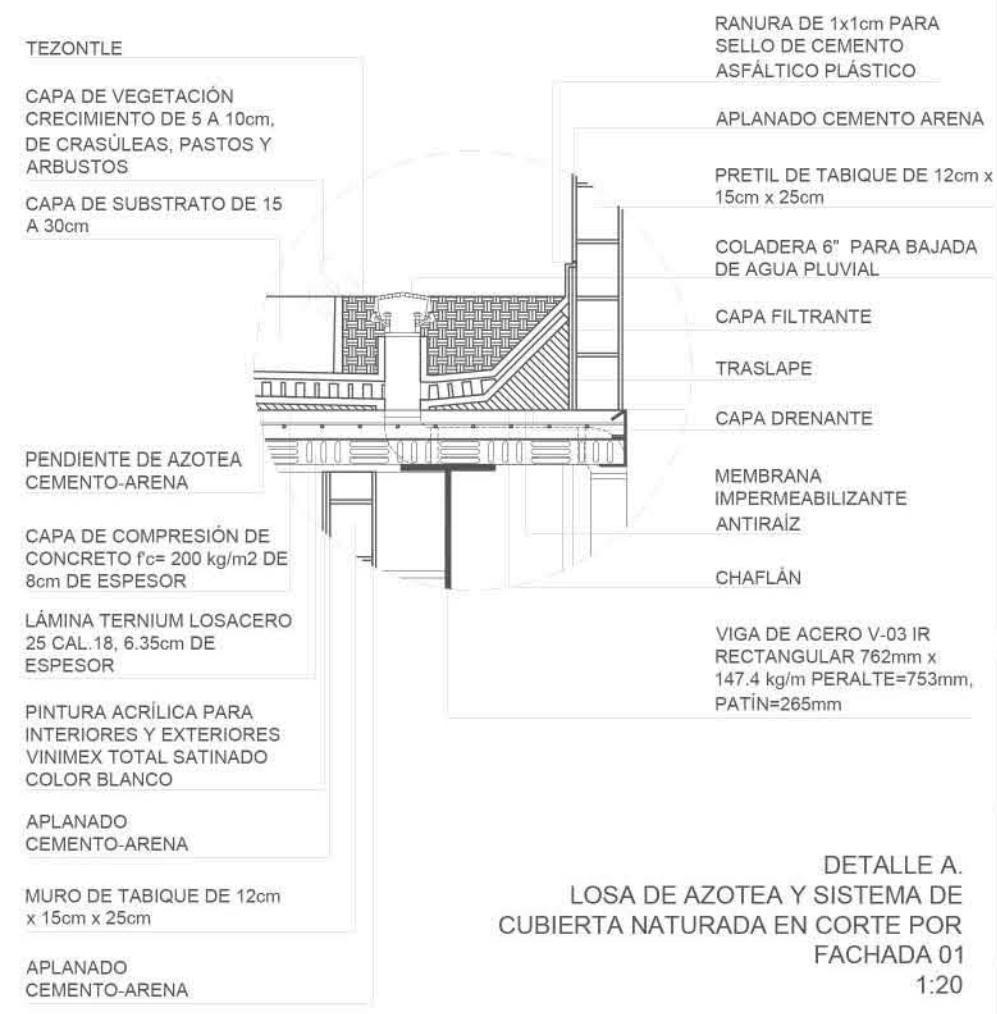 TEZONTLE
CAPA DE VEGETACIÓN
CRECIMIENTO DE 5 A 10cm,
DE CRASÚLEAS, PASTOS Y
ARBUSTOS
CAPA DE SUBSTRATO DE 15
A 30cm
PENDIENTE DE AZOTEA
CEMENTO-ARENA
CAPA DE COMPRESIÓN DE
CONCRETO f'c= 200 kg/m2 DE
8cm DE ESPESOR
LÁMINA TERNIUM LOSACERO
25 CAL.18, 6.35cm DE
ESPESOR
PINTURA ACRÍLICA PARA
INTERIORES Y EXTERIORES
VINIMEX TOTAL SATINADO
COLOR BLANCO
APLANADO
CEMENTO-ARENA
MURO DE TABIQUE DE 12cm
x 15cm x 25cm
APLANADO
CEMENTO-ARENA
RANURA DE 1x1cm PARA
SELLO DE CEMENTO
ASFÁLTICO PLÁSTICO
APLANADO CEMENTO ARENA
PRETIL DE TABIQUE DE 12cm x
15cm x 25cm
COLADERA 6" PARA BAJADA
DE AGUA PLUVIAL
CAPA FILTRANTE
TRASLAPE
CAPA DRENANTE
MEMBRANA
IMPERMEABILIZANTE
ANTIRAÍZ
CHAFLÁN
VIGA DE ACERO V-03 IR
RECTANGULAR 762mm x
147.4 kg/m PERALTE=753mm,
PATÍN=265mm
DETALLE A.
LOSA DE AZOTEA Y SISTEMA DE
CUBIERTA NATURADA EN CORTE POR
FACHADA 01
1:20